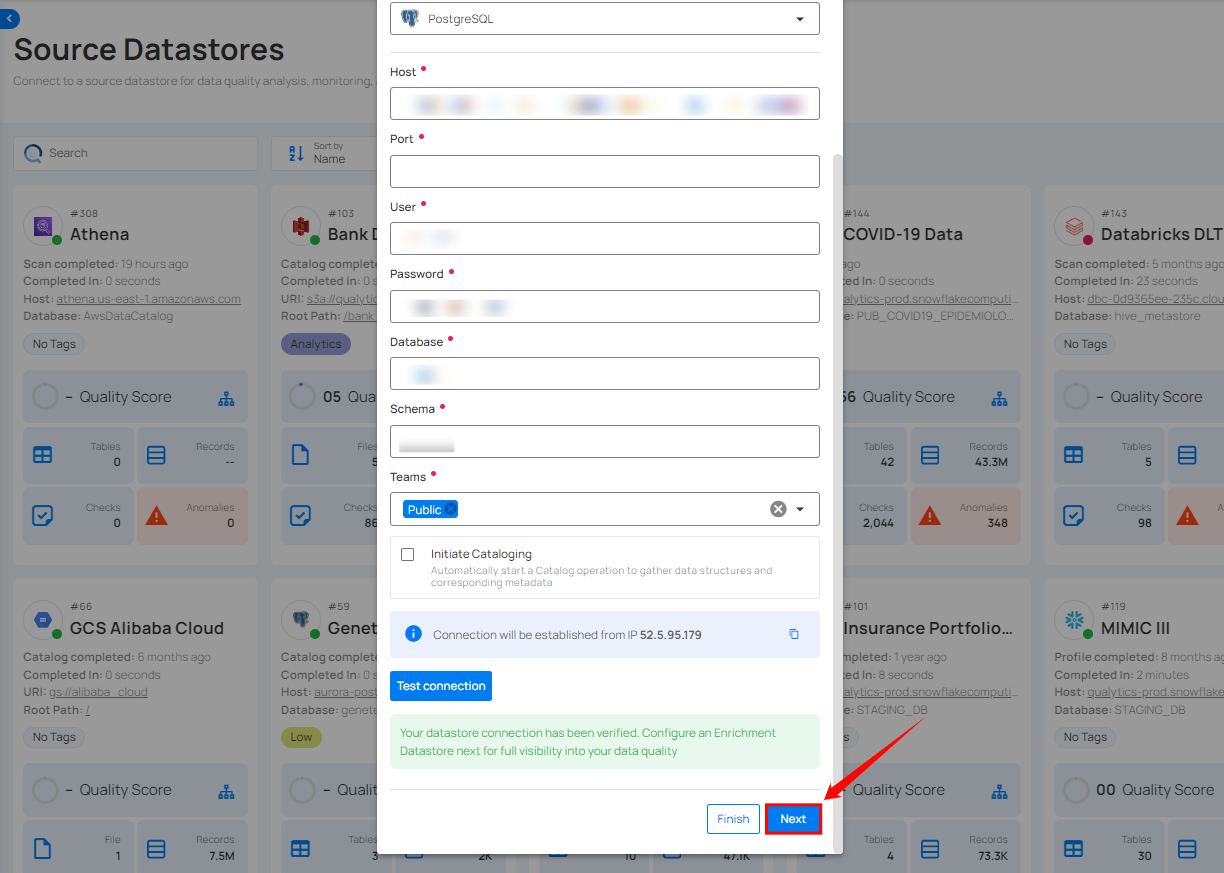 PostgreSQL
Source Datastores
Connect to a source datastore for data quality analysis, monitoring,
Host
Port
User
Password
Database
Schema
Teams
Public
Initiate Cataloging
Automatically start a Catalog operation to gather data structures and
corresponding metadata
Connection will be established from IP 52.5.95.179
Test connection
Your datastore connection has been verified. Configure an Enrichment
Datastore next for full visibility into your data quality
Finish
Next
Search
Sort by
Name
#308
Athena
Scan completed: 19 hours ago
Completed In: 0 seconds
Host: athena.us-east-1.amazonaws.com
Database: AwsDataCatalog
No Tags
– Quality Score
Tables
0
Records
--
Checks
0
Anomalies
0
#103
Bank D
Catalog complete
Completed In: 0 s
URI: s3a://qualytic
Root Path: /bank_
Analytics
05 Qua
Files
5
Checks
86
#144
COVID-19 Data
ago
ed In: 0 seconds
alytics-prod.snowflakecomputi...
e: PUB_COVID19_EPIDEMIOLO...
56 Quality Score
Tables
42
Records
43.3M
Checks
2,044
Anomalies
348
#143
Databricks DLT
Scan completed: 5 months ago
Completed In: 23 seconds
Host: dbc-0d9365ee-235c.clou
Database: hive_metastore
No Tags
– Quality Score
Tables
5
Checks
98
A
#66
GCS Alibaba Cloud
Catalog completed: 6 months ago
Completed In: 0 seconds
URI: gs://alibaba_cloud
Root Path: /
No Tags
– Quality Score
File
1
Records
7.5M
#59
Genet
Catalog complete
Completed In: 0 s
Host: aurora-post
Database: genete
Low
– Qualit
Tables
3
2K
10
47.1K
#101
Insurance Portfolio...
mpleted: 1 year ago
ed In: 8 seconds
alytics-prod.snowflakecomputi...
e: STAGING_DB
s
– Quality Score
Tables
4
Records
73.3K
#119
MIMIC III
Profile completed: 8 months ago
Completed In: 2 minutes
Host: qualytics-prod.snowflake
Database: STAGING_DB
No Tags
00 Quality Score
Tables
30